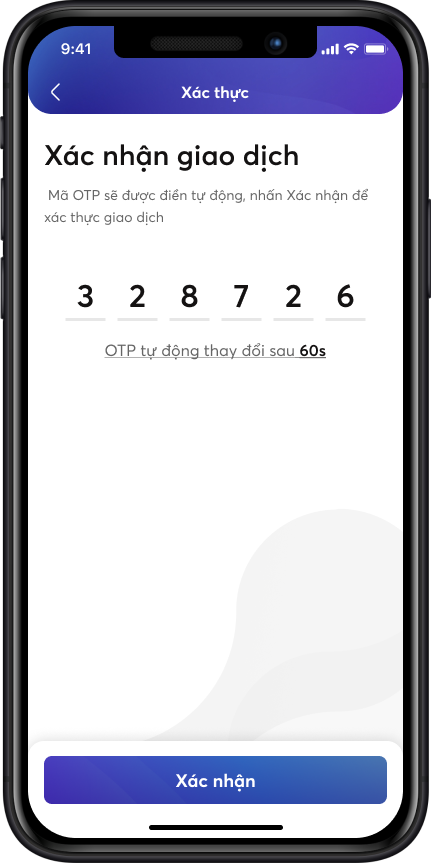 9:41
Xác thực
Xác nhận giao dịch
Mã OTP sẽ được điền tự động, nhấn Xác nhận để
xác thực giao dịch
3 2 8 7 2 6
OTP tự động thay đổi sau 60s
Xác nhận